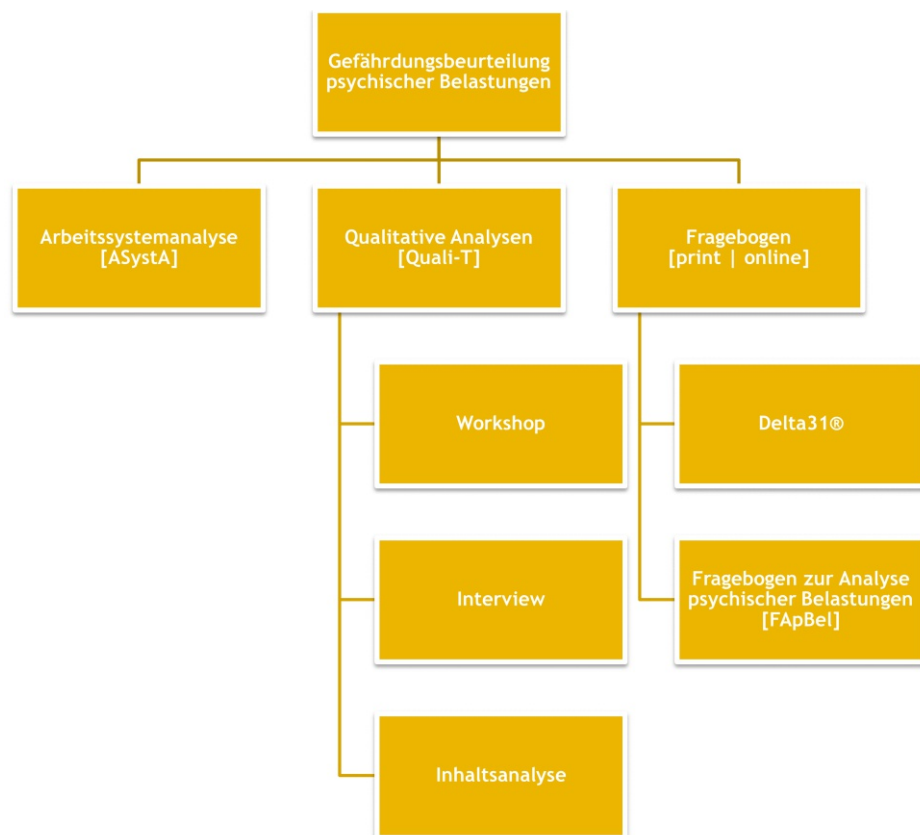 Gefährdungsbeurteilung
psychischer Belastungen
Arbeitssystemanalyse
[ASystA]
Qualitative Analysen
[Quali-T]
Fragebogen
[print | online]
Workshop
Interview
Inhaltsanalyse
Delta31®
Fragebogen zur Analyse
psychischer Belastungen
[FApBel]